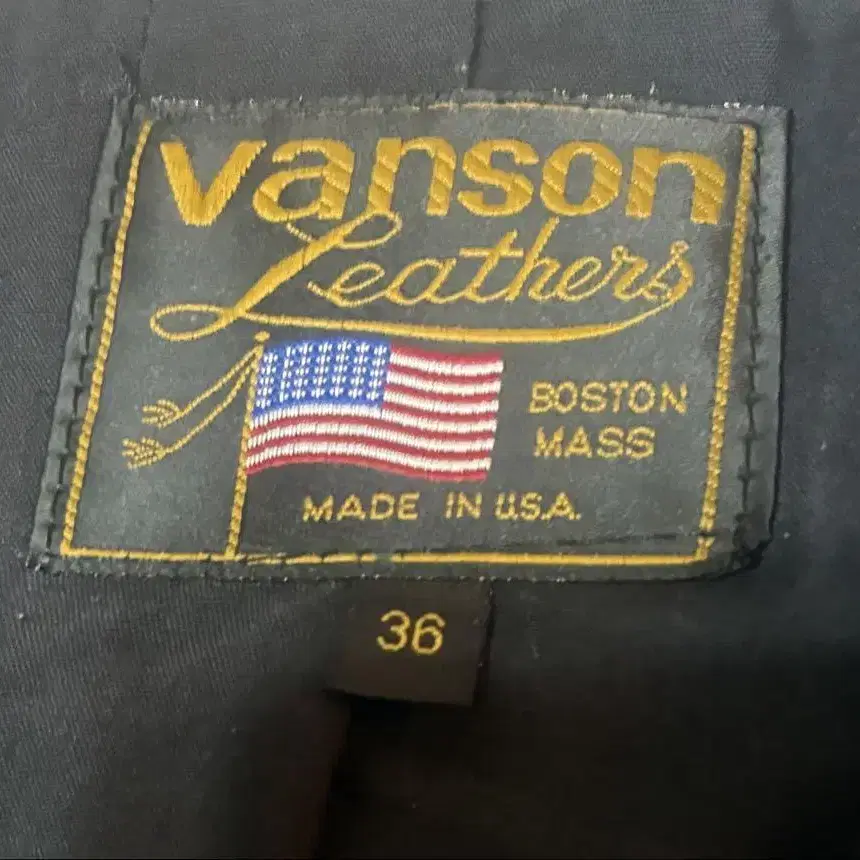 vanson
Leathers
BOSTON
MASS
MADE IN U.S.A.
36